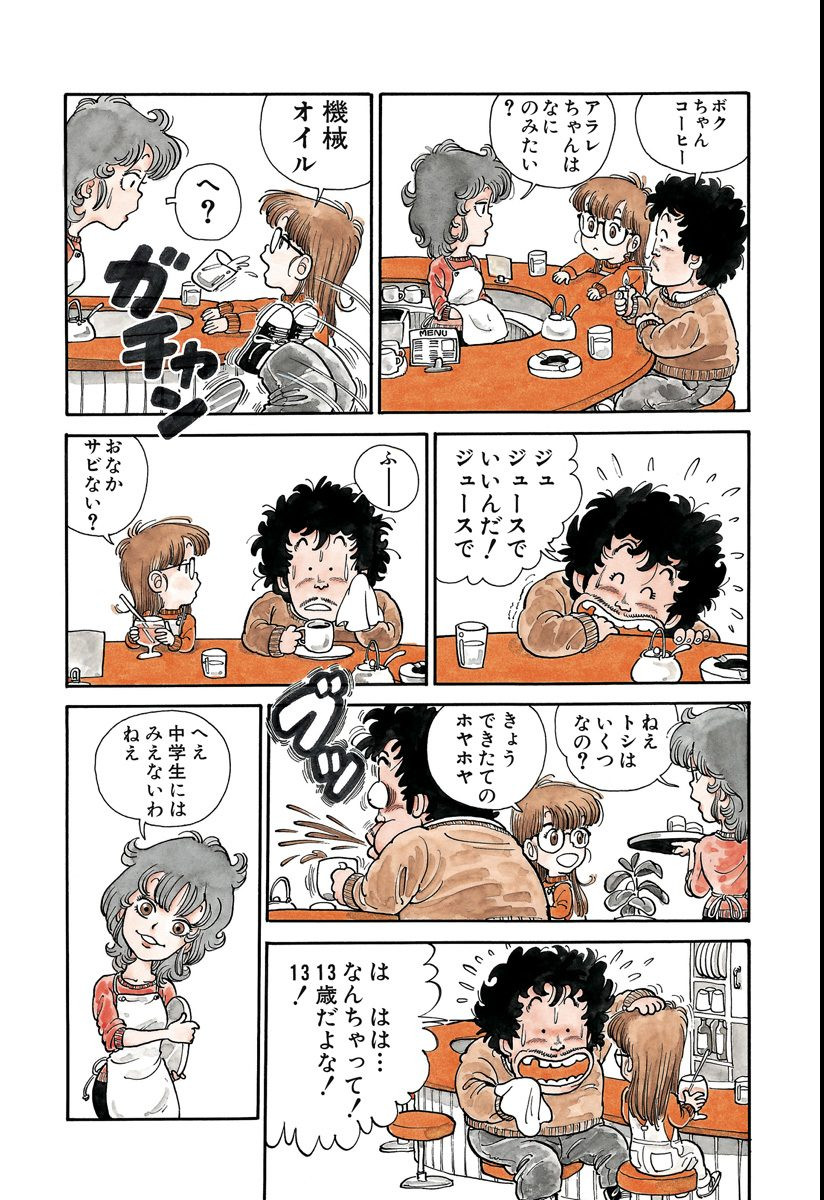 ボク
ちゃん
コーヒー
アラレ
ちゃんは
なに
のみたい
?
MENU
機械
オイル
へ?
ガチャン
ジュ
ジュースで
いいんだ!
ジュースで
ふー
おなか
サビない?
ねえ
トシは
いくつ
なの?
きょう
できたての
ホヤホヤ
ブッ
へえ
中学生には
みえないわ
ねえ
は はは…
なんちゃって!
13歳だよな!
13!